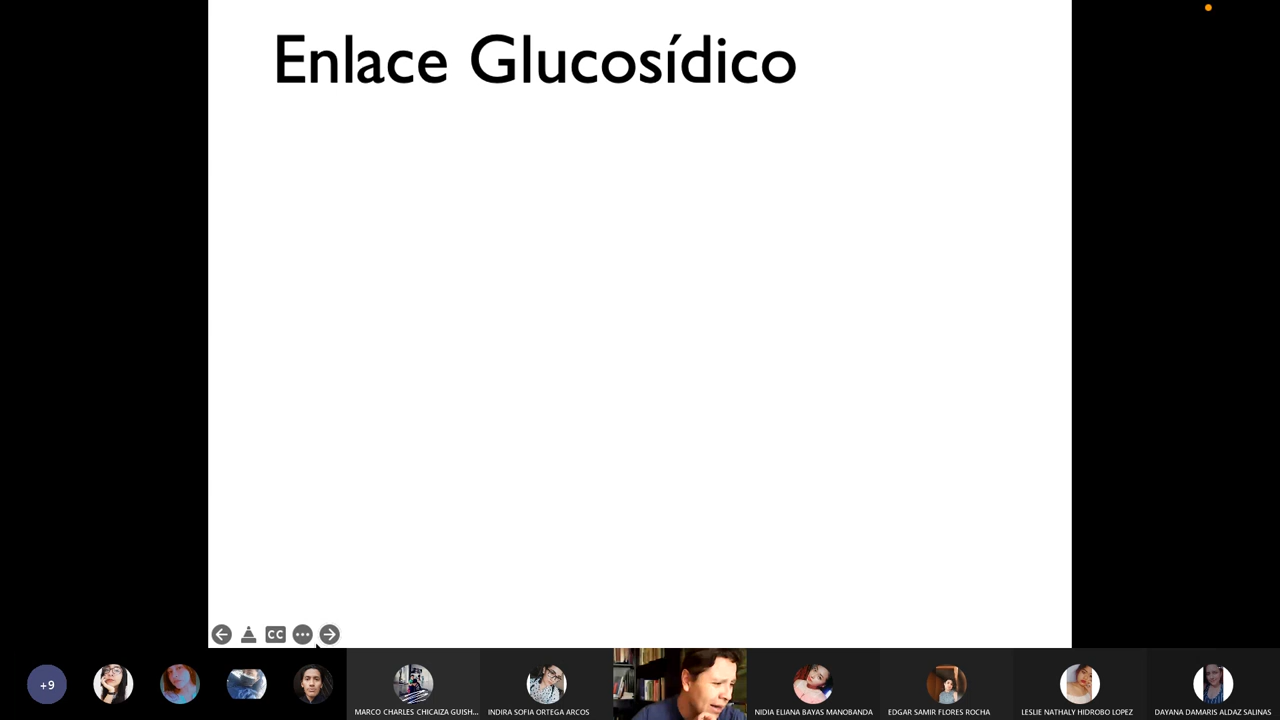 Enlace Glucosídico
CC
+9
MARCO CHARLES CHICAIZA GUISH...
INDIRA SOFIA ORTEGA ARCOS
NIDIA ELIANA BAYAS MANOBANDA
EDGAR SAMIR FLORES ROCHA
LESLIE NATHALY HIDROBO LOPEZ
DAYANA DAMARIS ALDAZ SALINAS